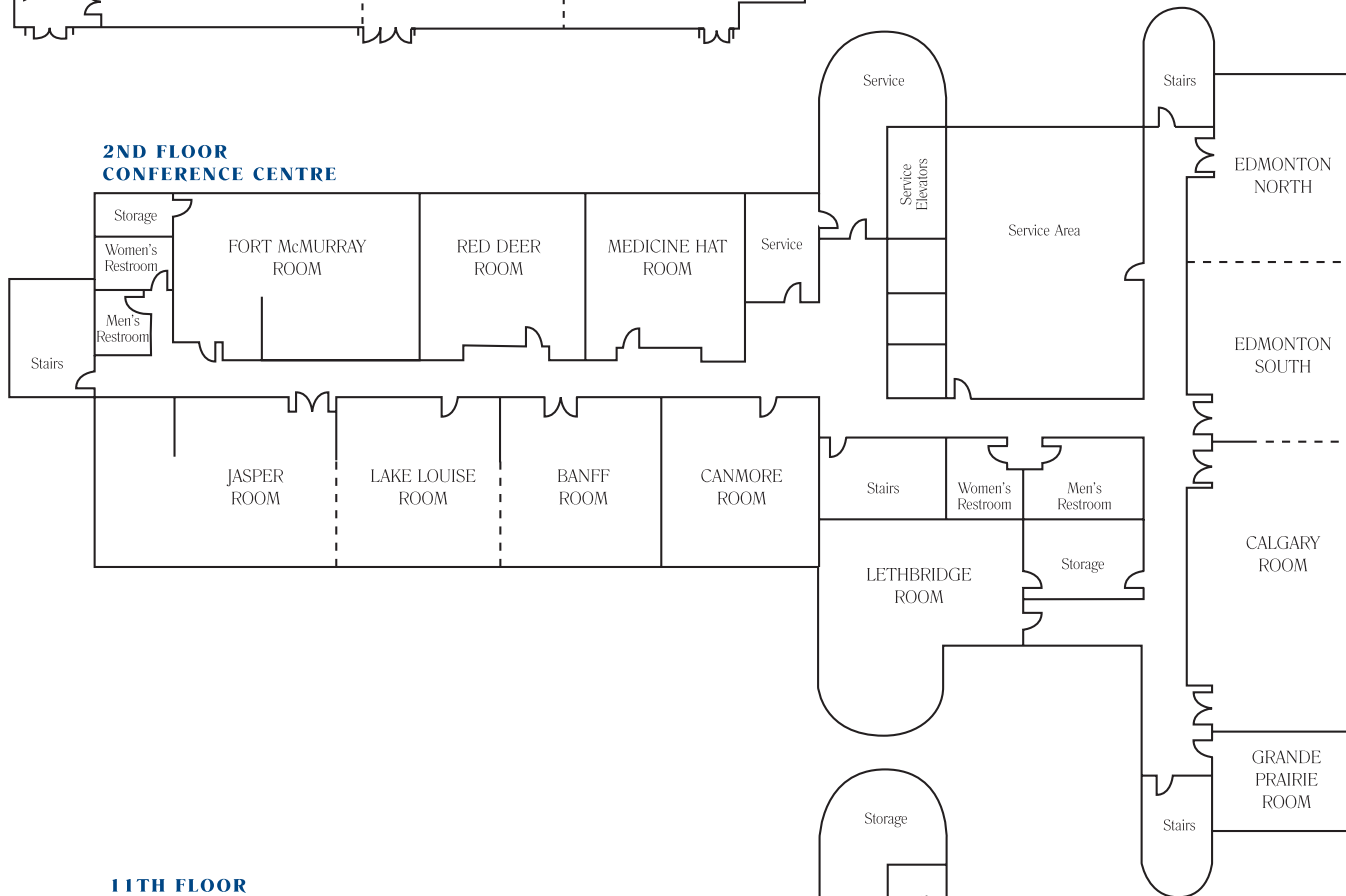 2ND FLOOR
CONFERENCE CENTRE
Service
Stairs
EDMONTON
NORTH
Service
Elevators
Service Area
Storage
Women's
Restroom
FORT McMURRAY
ROOM
RED DEER
ROOM
MEDICINE HAT
ROOM
Service
Men's
Restroom
Stairs
EDMONTON
SOUTH
JASPER
ROOM
LAKE LOUISE
ROOM
BANFF
ROOM
CANMORE
ROOM
Stairs
Women's
Restroom
Men's
Restroom
CALGARY
ROOM
LETHBRIDGE
ROOM
Storage
GRANDE
PRAIRIE
ROOM
Stairs
Storage
11TH FLOOR